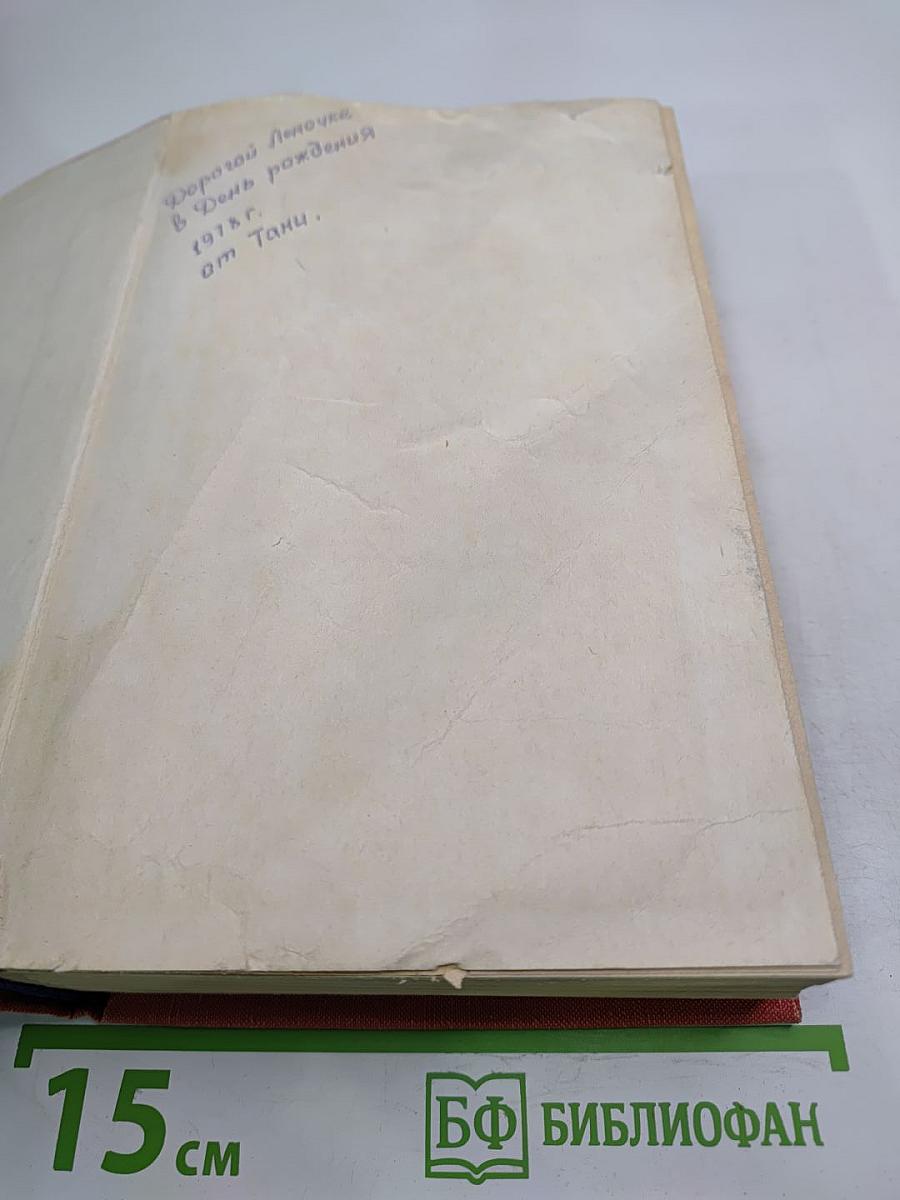 Дорогой Леночке
в День рождения
1978 г.
от Тани.
15 см
БФ БИБЛИОФАН